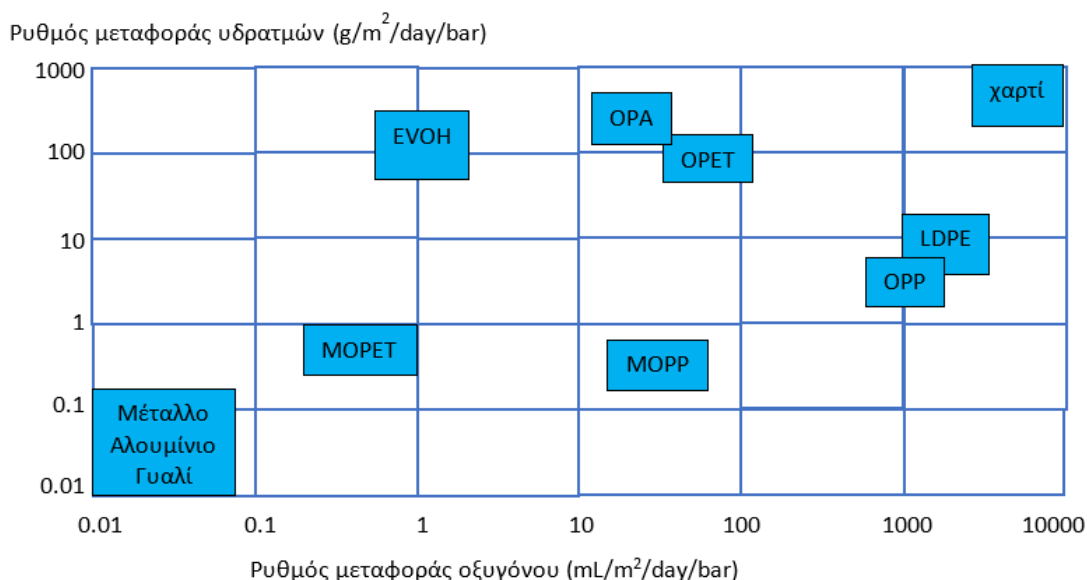 Ρυθμός μεταφοράς υδρατμών (g/m²/day/bar)
1000
χαρτί
OPA
EVOH
OPET
100
10
LDPE
OPP
1
MOPET
MOPP
0.1
Μέταλλο
Αλουμίνιο
Γυαλί
0.01
0.01 0.1 1 10 100 1000 10000
Ρυθμός μεταφοράς οξυγόνου (mL/m²/day/bar)